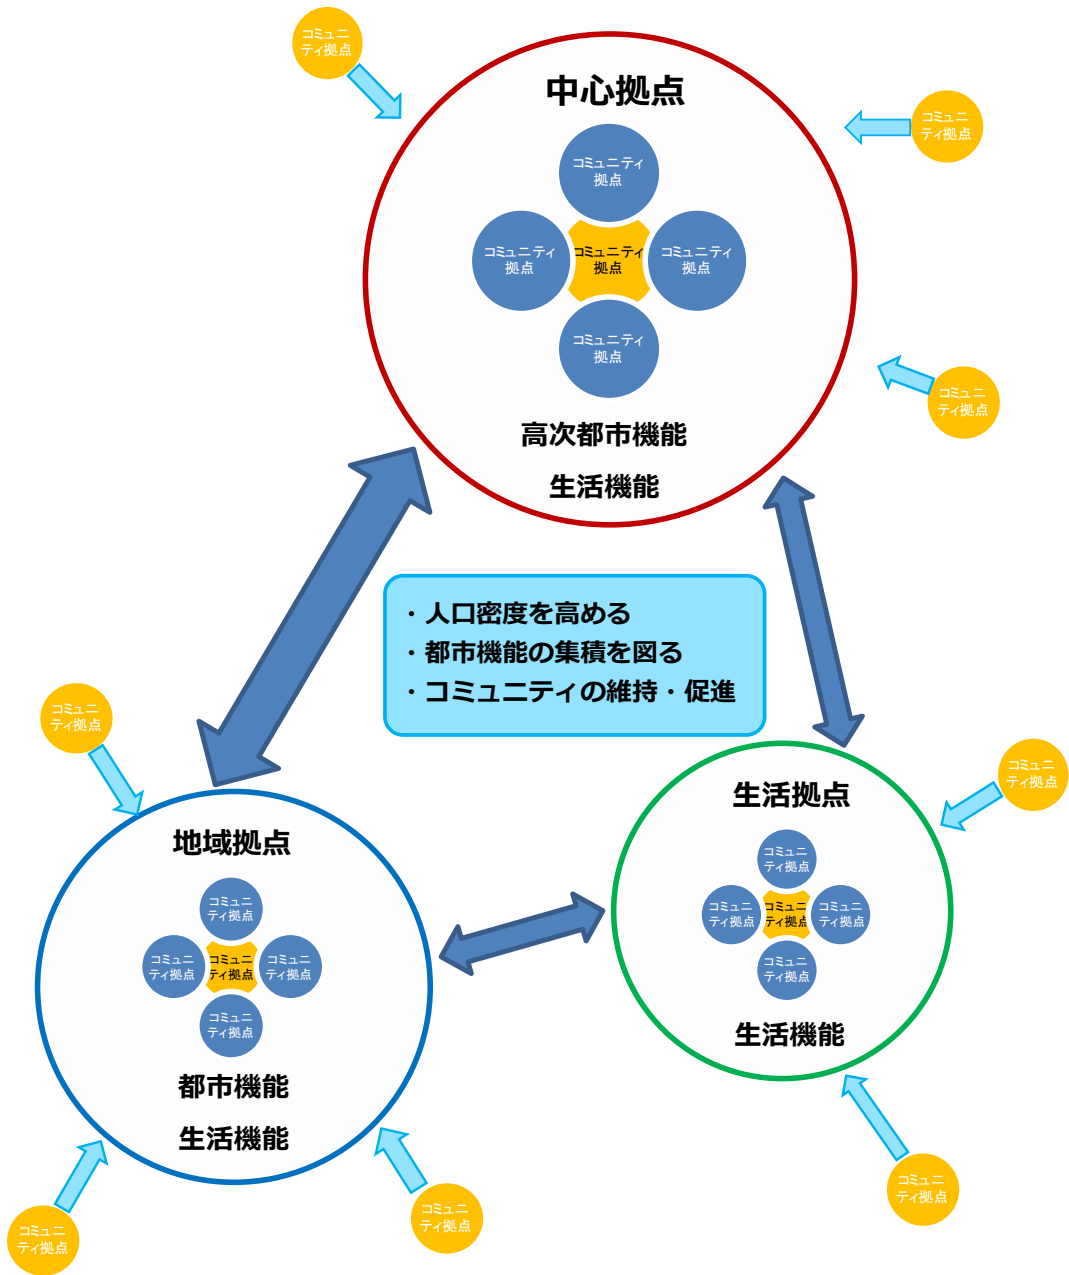 コミュニ
ティ拠点
中心拠点
コミュニ
ティ拠点
コミュニティ
拠点
コミュニティ
拠点
コミュニティ
拠点
コミュニティ
拠点
コミュニティ
拠点
コミュニ
ティ拠点
高次都市機能
生活機能
・人口密度を高める
・都市機能の集積を図る
・コミュニティの維持・促進
コミュニ
ティ拠点
地域拠点
コミュニ
ティ拠点
コミュニ
ティ拠点
コミュニ
ティ拠点
コミュニ
ティ拠点
コミュニ
ティ拠点
都市機能
生活機能
コミュニ
ティ拠点
コミュニ
ティ拠点
生活拠点
コミュニ
ティ拠点
コミュニ
ティ拠点
コミュニ
ティ拠点
コミュニ
ティ拠点
コミュニ
ティ拠点
コミュニ
ティ拠点
生活機能
コミュニ
ティ拠点